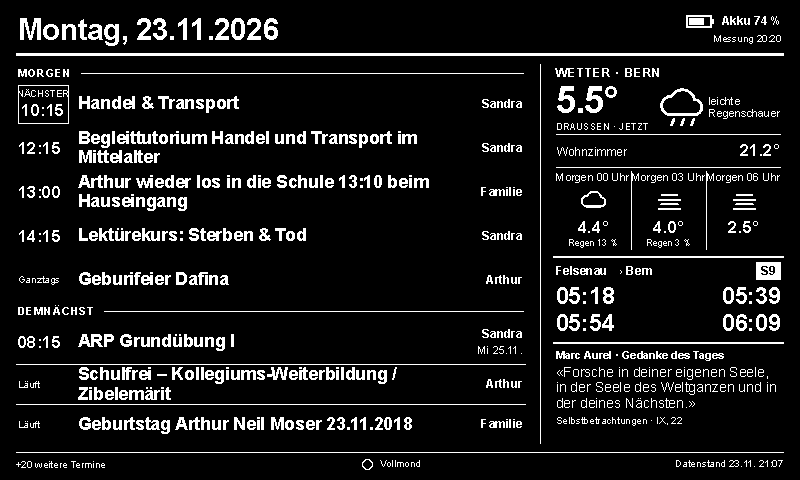 Montag, 23.11.2026
Akku 74 %
Messung 20:20
MORGEN
NÄCHSTER
10:15 Handel & Transport Sandra
12:15 Begleittutorium Handel und Transport im
Mittelalter Sandra
13:00 Arthur wieder los in die Schule 13:10 beim
Hauseingang Familie
14:15 Lektürekurs: Sterben & Tod Sandra
Ganztags Geburifeier Dafina Arthur
DEMNÄCHST
08:15 ARP Grundübung I Sandra
Mi 25.11.
Läuft Schulfrei – Kollegiums-Weiterbildung /
Zibelemärit Arthur
Läuft Geburtstag Arthur Neil Moser 23.11.2018 Familie
WETTER · BERN
5.5°
DRAUSSEN · JETZT
leichte
Regenschauer
Wohnzimmer 21.2°
Morgen 00 Uhr Morgen 03 Uhr Morgen 06 Uhr
4.4° 4.0° 2.5°
Regen 13 % Regen 3 %
Felsenau › Bern S9
05:18 05:39
05:54 06:09
Marc Aurel · Gedanke des Tages
«Forsche in deiner eigenen Seele,
in der Seele des Weltganzen und in
der deines Nächsten.»
Selbstbetrachtungen · IX, 22
+20 weitere Termine
Vollmond
Datenstand 23.11. 21:07